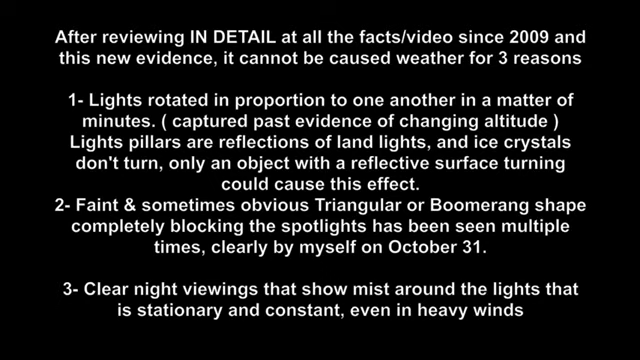 After reviewing IN DETAIL at all the facts/video since 2009 and
this new evidence, it cannot be caused weather for 3 reasons
1- Lights rotated in proportion to one another in a matter of
minutes. ( captured past evidence of changing altitude )
Lights pillars are reflections of land lights, and ice crystals
don't turn, only an object with a reflective surface turning
could cause this effect.
2- Faint & sometimes obvious Triangular or Boomerang shape
completely blocking the spotlights has been seen multiple
times, clearly by myself on October 31.
3- Clear night viewings that show mist around the lights that
is stationary and constant, even in heavy winds